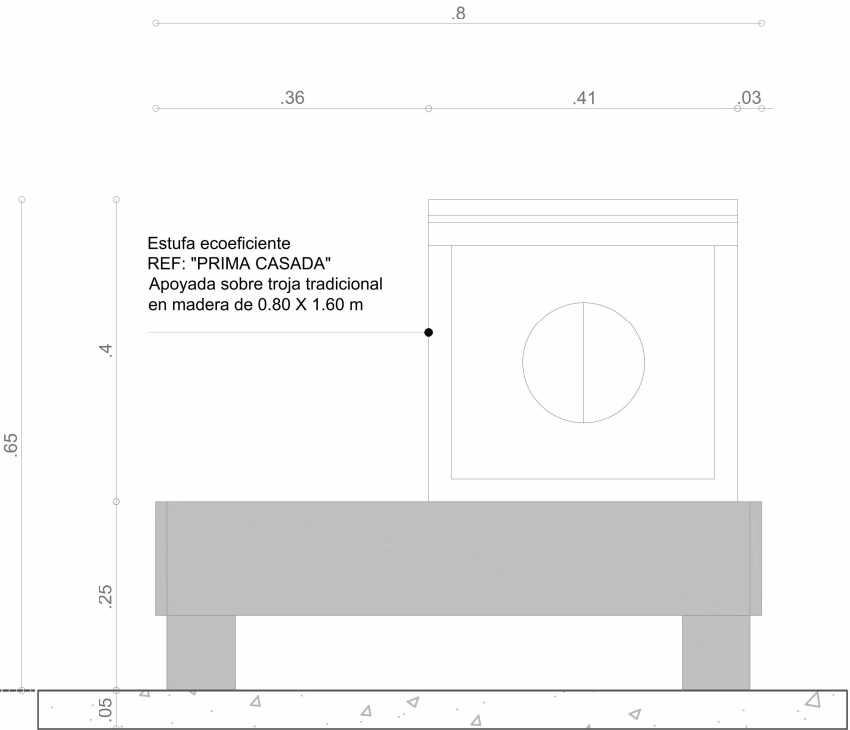 .8
.36 .41 .03
Estufa ecoeficiente
REF: "PRIMA CASADA"
Apoyada sobre troja tradicional
en madera de 0.80 X 1.60 m
.4
.65
.25
.05